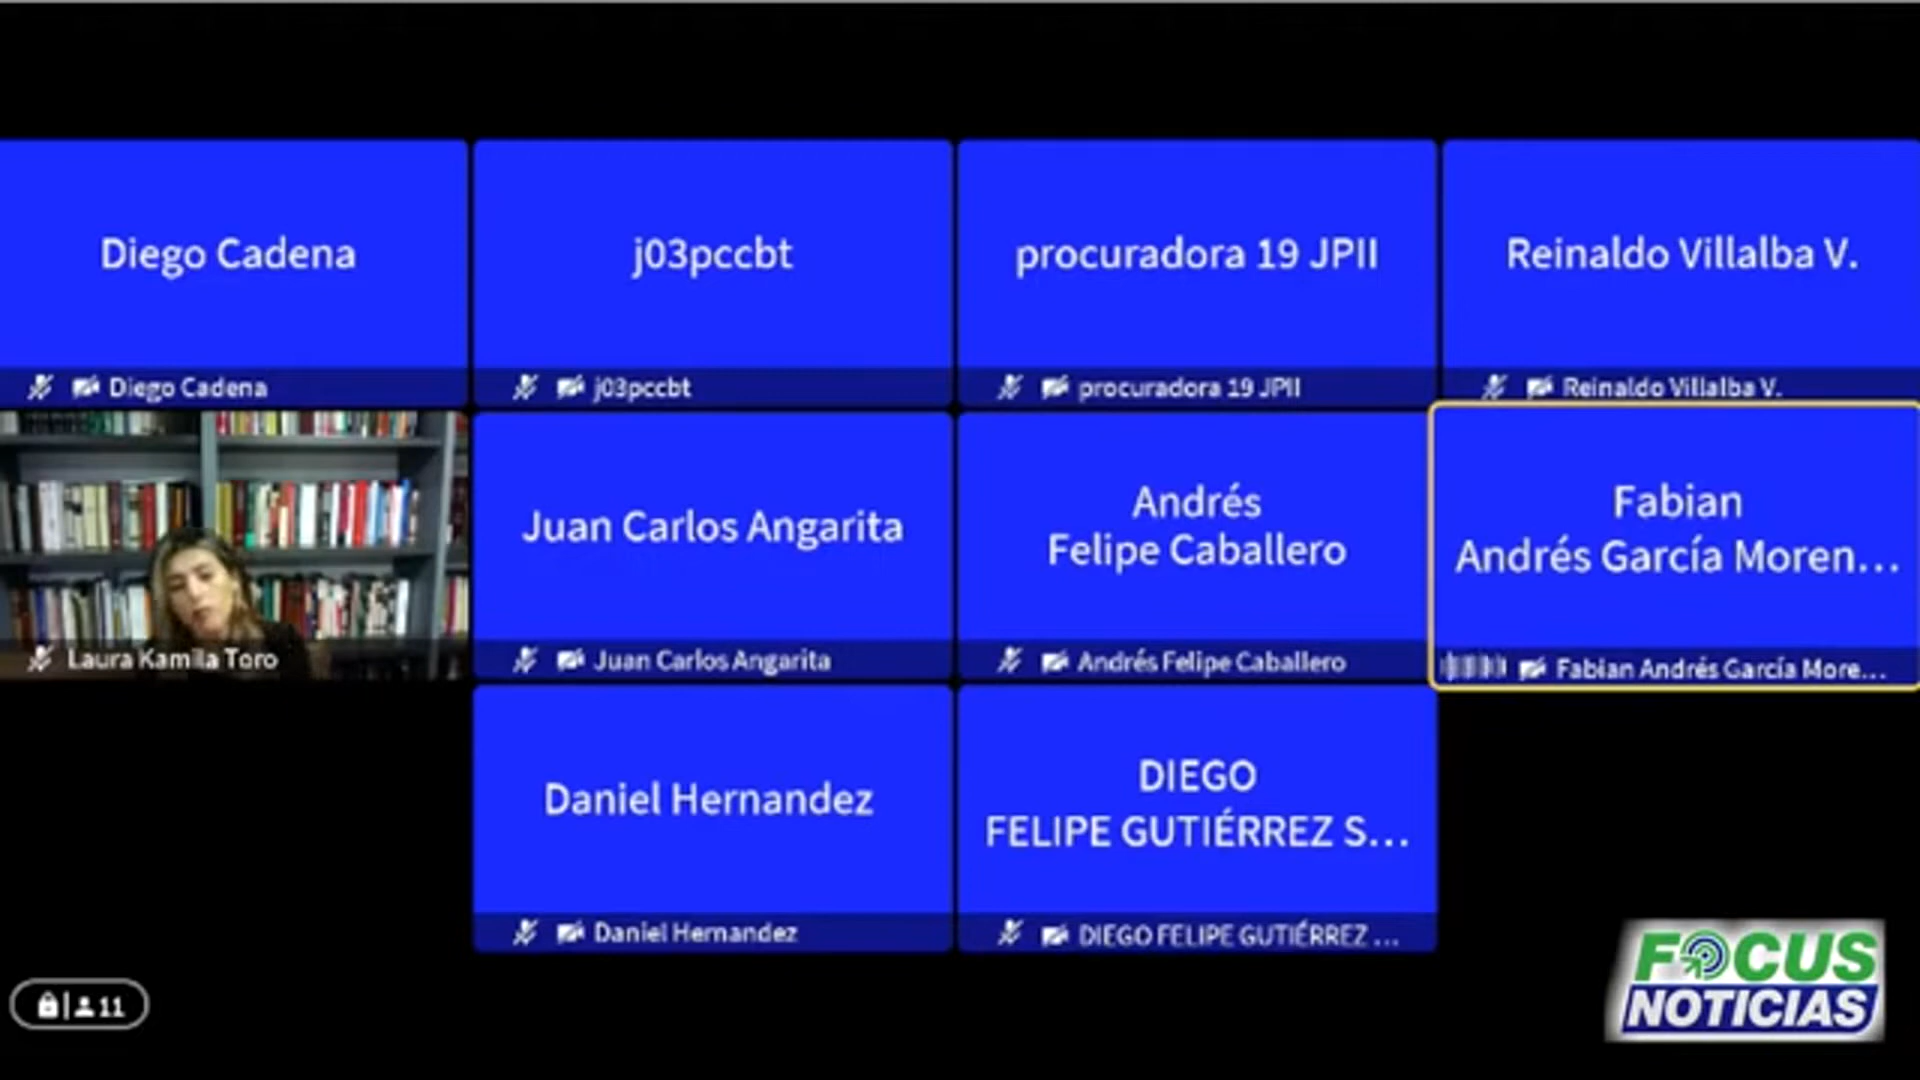 Diego Cadena
j03pccbt
procuradora 19 JPII
Reinaldo Villalba V.
Diego Cadena
j03pccbt
procuradora 19 JPII
Reinaldo Villalba V.
Juan Carlos Angarita
Andrés
Felipe Caballero
Fabian
Andrés García Moren...
Laura Kamila Toro
Juan Carlos Angarita
Andrés Felipe Caballero
Fabian Andrés García More...
Daniel Hernandez
DIEGO
FELIPE GUTIÉRREZ S...
Daniel Hernandez
DIEGO FELIPE GUTIÉRREZ ...
11
FOCUS
NOTICIAS